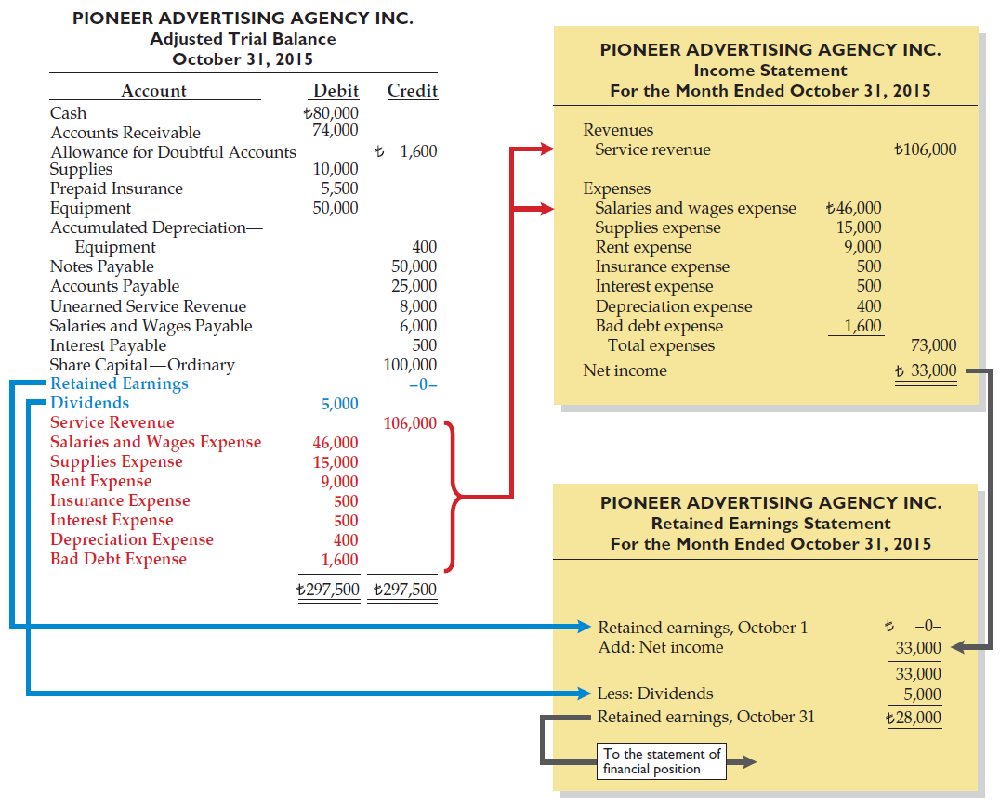 PIONEER ADVERTISING AGENCY INC.
Adjusted Trial Balance
October 31, 2015
Account Debit Credit
Cash ₺80,000
Accounts Receivable 74,000
Allowance for Doubtful Accounts ₺ 1,600
Supplies 10,000
Prepaid Insurance 5,500
Equipment 50,000
Accumulated Depreciation—
Equipment 400
Notes Payable 50,000
Accounts Payable 25,000
Unearned Service Revenue 8,000
Salaries and Wages Payable 6,000
Interest Payable 500
Share Capital—Ordinary 100,000
Retained Earnings –0–
Dividends 5,000
Service Revenue 106,000
Salaries and Wages Expense 46,000
Supplies Expense 15,000
Rent Expense 9,000
Insurance Expense 500
Interest Expense 500
Depreciation Expense 400
Bad Debt Expense 1,600
₺297,500 ₺297,500
PIONEER ADVERTISING AGENCY INC.
Income Statement
For the Month Ended October 31, 2015
Revenues
Service revenue ₺106,000
Expenses
Salaries and wages expense ₺46,000
Supplies expense 15,000
Rent expense 9,000
Insurance expense 500
Interest expense 500
Depreciation expense 400
Bad debt expense 1,600
Total expenses 73,000
Net income ₺ 33,000
PIONEER ADVERTISING AGENCY INC.
Retained Earnings Statement
For the Month Ended October 31, 2015
Retained earnings, October 1 ₺ –0–
Add: Net income 33,000
33,000
Less: Dividends 5,000
Retained earnings, October 31 ₺28,000
To the statement of
financial position